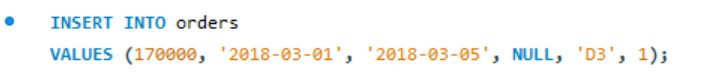 INSERT INTO orders
VALUES (170000, '2018-03-01', '2018-03-05', NULL, 'D3', 1);